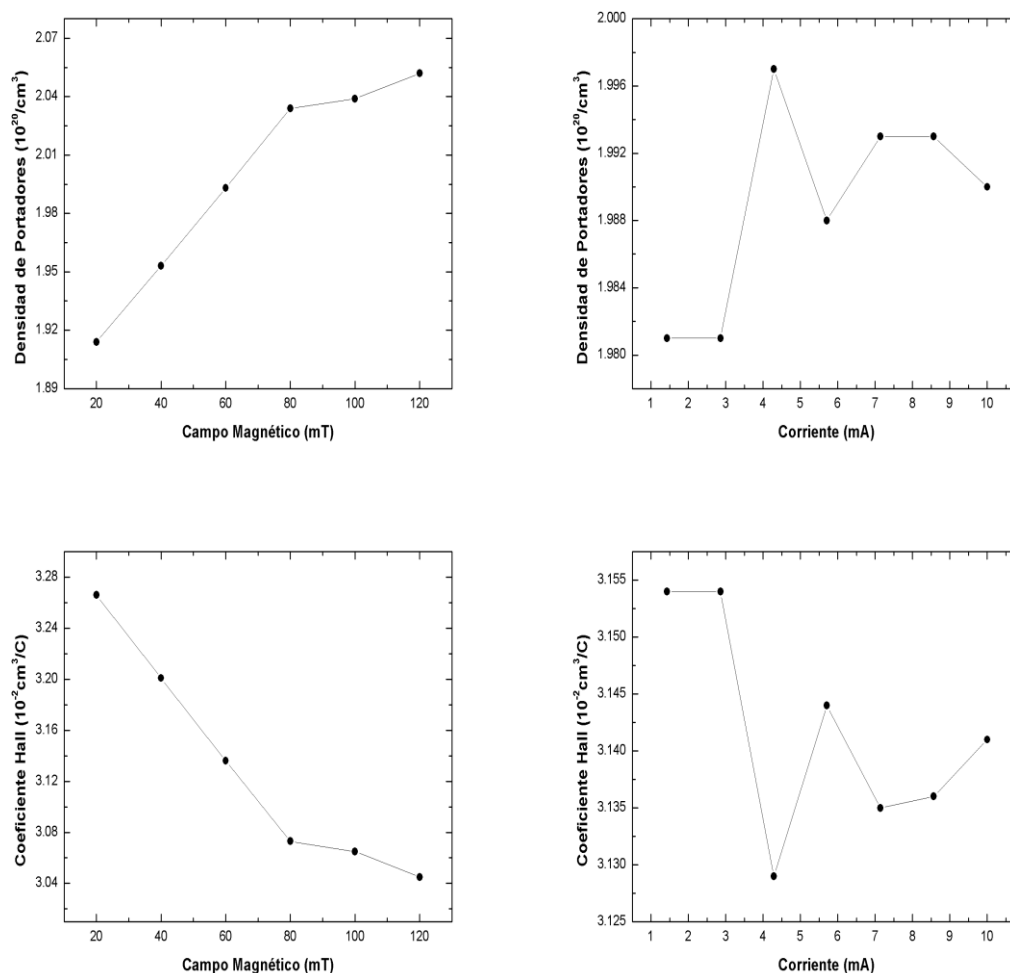 2.07
2.04
2.01
1.98
1.95
1.92
1.89
Densidad de Portadores (10²⁰/cm³)
20 40 60 80 100 120
Campo Magnético (mT)
2.000
1.996
1.992
1.988
1.984
1.980
Densidad de Portadores (10²⁰/cm³)
1 2 3 4 5 6 7 8 9 10
Corriente (mA)
3.28
3.24
3.20
3.16
3.12
3.08
3.04
Coeficiente Hall (10⁻²cm³/C)
20 40 60 80 100 120
Campo Magnético (mT)
3.155
3.150
3.145
3.140
3.135
3.130
3.125
Coeficiente Hall (10⁻²cm³/C)
1 2 3 4 5 6 7 8 9 10
Corriente (mA)